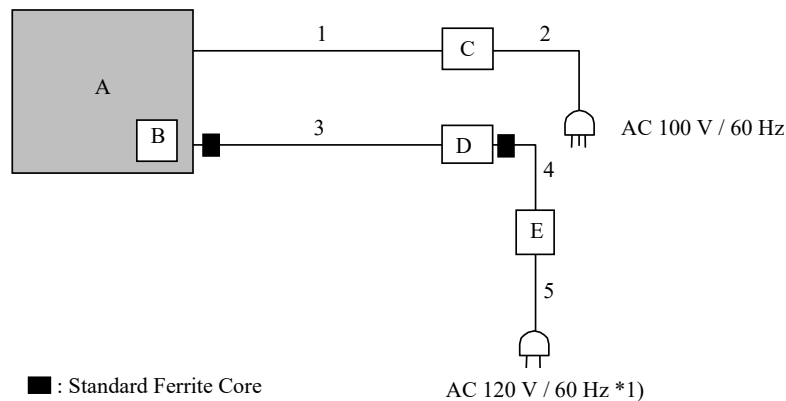 1
2
C
A
AC 100 V / 60 Hz
3
B
D
4
E
5
: Standard Ferrite Core
AC 120 V / 60 Hz *1)